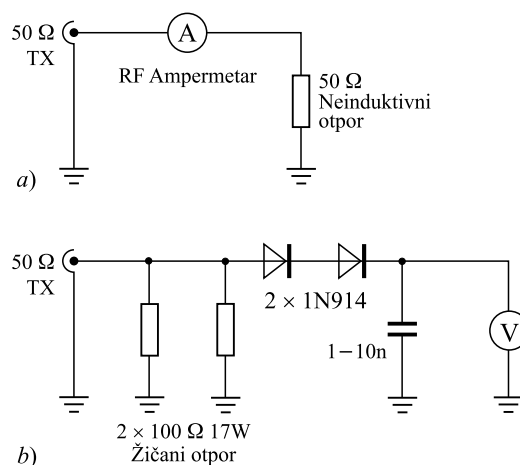 50 Ω
TX
A
RF Ampermetar
50 Ω
Neinduktivni
otpor
a)
50 Ω
TX
2 × 1N914
1–10n
V
2 × 100 Ω 17W
Žičani otpor
b)